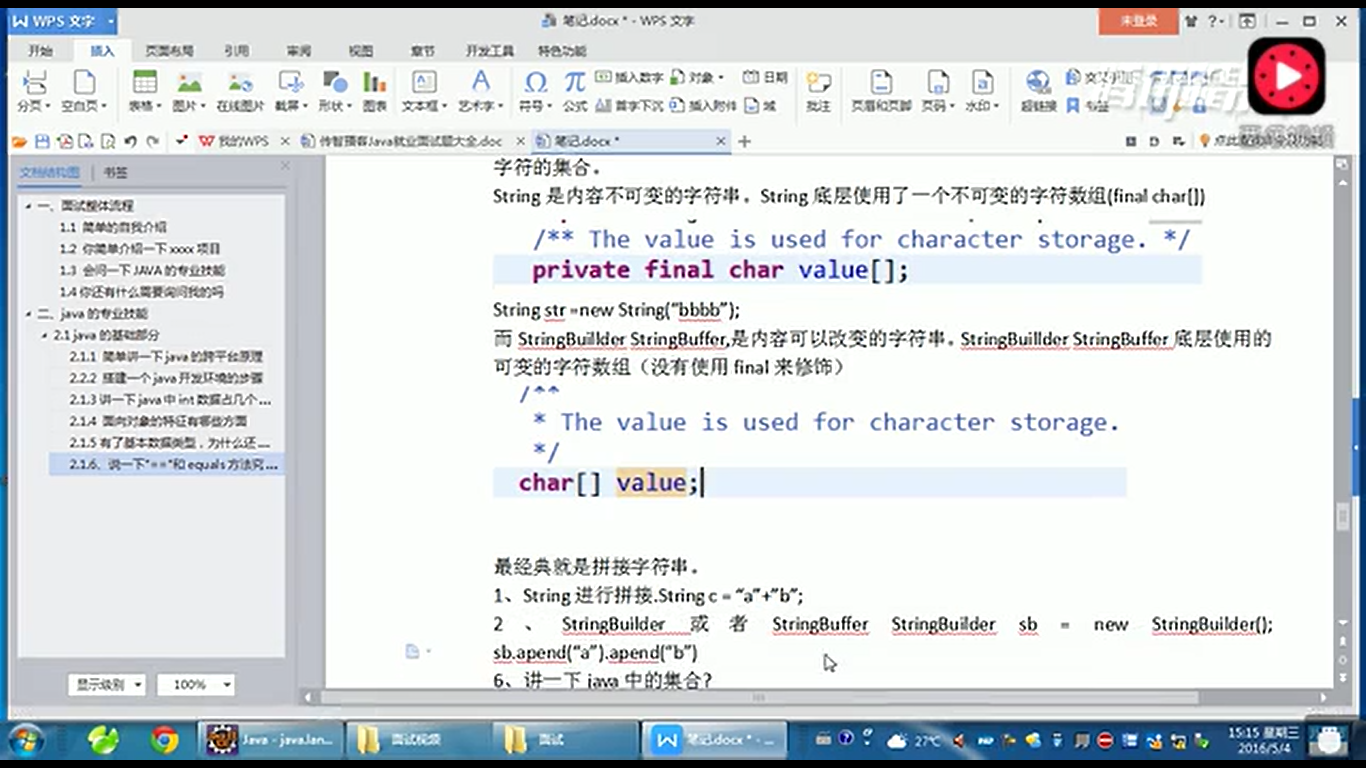 WPS 文字
笔记.docx * - WPS 文字
未登录
开始 插入 页面布局 引用 审阅 视图 章节 开发工具 特色功能
插入数字 对象 日期
分页 空白页 表格 图片 在线图片 截屏 形状 图表 文本框 艺术字 符号 公式 首字下沉 插入附件 域 批注 页眉和页脚 页码 水印 超链接 书签
我的WPS 传智播客Java就业面试题大全.doc 笔记.docx *
文档结构图 书签
一、面试整体流程
1.1 简单的自我介绍
1.2 你简单介绍一下 xxxx 项目
1.3 会问一下 JAVA 的专业技能
1.4 你还有什么需要询问我的吗
二、java 的专业技能
2.1 java 的基础部分
2.1.1 简单讲一下 java 的跨平台原理
2.2.2 搭建一个 java 开发环境的步骤
2.1.3 讲一下 java 中 int 数据占几个...
2.1.4 面向对象的特征有哪些方面
2.1.5 有了基本数据类型，为什么还 ...
2.1.6、说一下"=="和 equals 方法究 ...
显示级别 100%
字符的集合。
String 是内容不可变的字符串。String 底层使用了一个不可变的字符数组(final char[])
/** The value is used for character storage. */
private final char value[];
String str =new String(“bbbb”);
而 StringBuillder StringBuffer,是内容可以改变的字符串。StringBuillder StringBuffer 底层使用的
可变的字符数组（没有使用 final 来修饰）
/**
* The value is used for character storage.
*/
char[] value;
最经典就是拼接字符串。
1、String 进行拼接.String c = “a”+“b”;
2、StringBuilder 或者 StringBuffer StringBuilder sb = new StringBuilder();
sb.apend(“a”).apend(“b”)
6、讲一下 java 中的集合?
Java - java.lan... 面试视频 面试 笔记.docx * - ...
27℃
15:15 星期三
2016/5/4